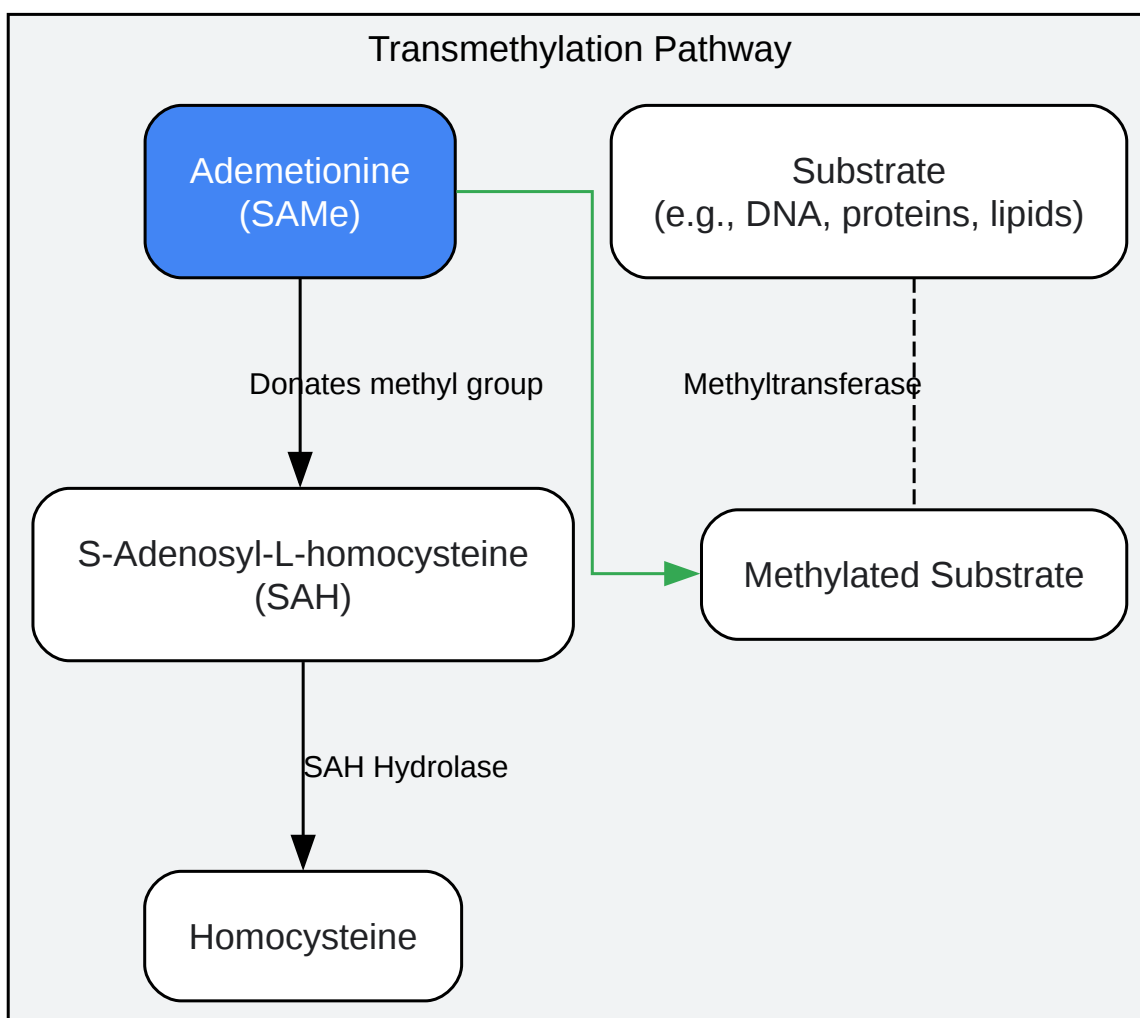 Transmethylation Pathway
Ademetionine
(SAMe)
Substrate
(e.g., DNA, proteins, lipids)
Donates methyl group
Methyltransferase
S-Adenosyl-L-homocysteine
(SAH)
Methylated Substrate
SAH Hydrolase
Homocysteine